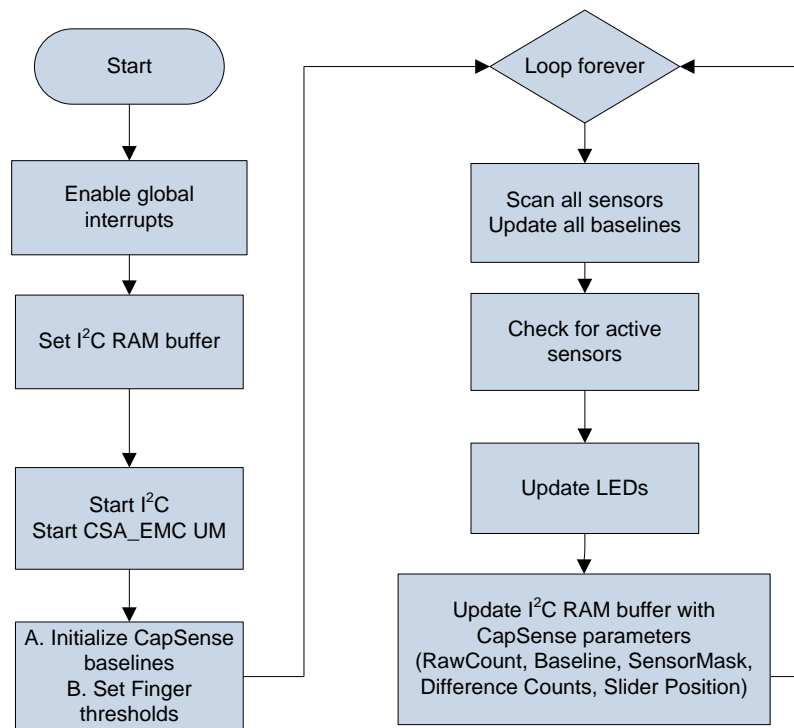 Start
Enable global
interrupts
Set I²C RAM buffer
Start I²C
Start CSA_EMC UM
A. Initialize CapSense
baselines
B. Set Finger
thresholds
Loop forever
Scan all sensors
Update all baselines
Check for active
sensors
Update LEDs
Update I²C RAM buffer with
CapSense parameters
(RawCount, Baseline, SensorMask,
Difference Counts, Slider Position)